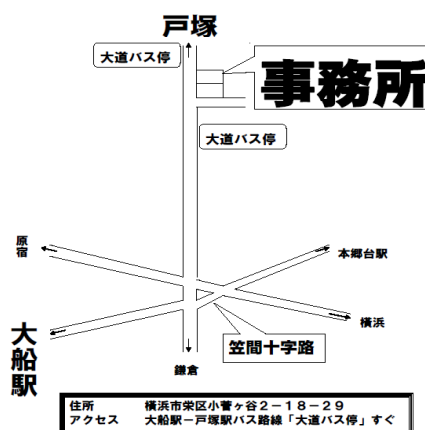 戸塚
大道バス停
事務所
大道バス停
原宿
本郷台駅
大船駅
横浜
笠間十字路
鎌倉
住所 横浜市栄区小菅ヶ谷2-18-29
アクセス 大船駅-戸塚駅バス路線「大道バス停」すぐ